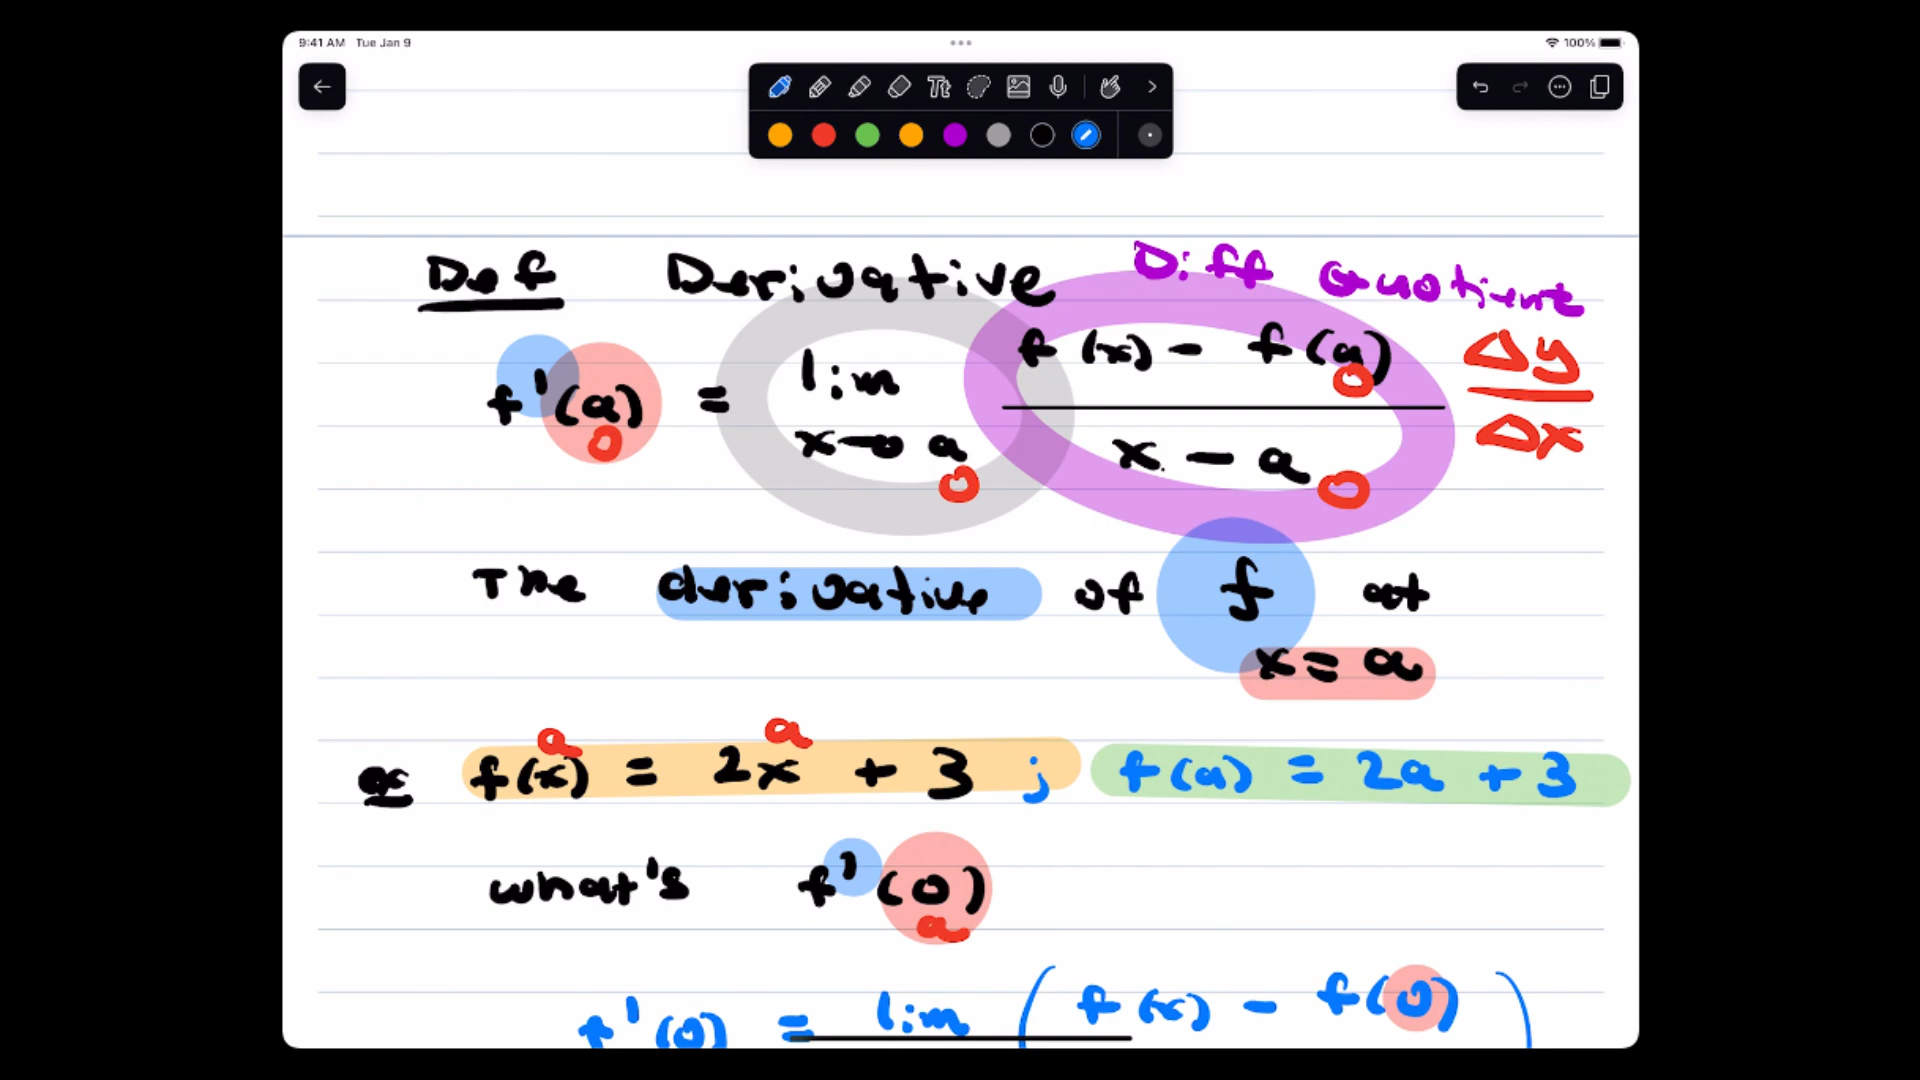 9:41 AM Tue Jan 9
100%
Tt
Def Derivative Diff Quotient
f'(a) = lim x→a f(x) - f(a) / x - a Δy / Δx
0 0 0 0
The derivative of f at
x = a
a a
ex f(x) = 2x + 3 ; f(a) = 2a + 3
what's f'(0)
a
f'(0) = lim ( f(x) - f(0) )